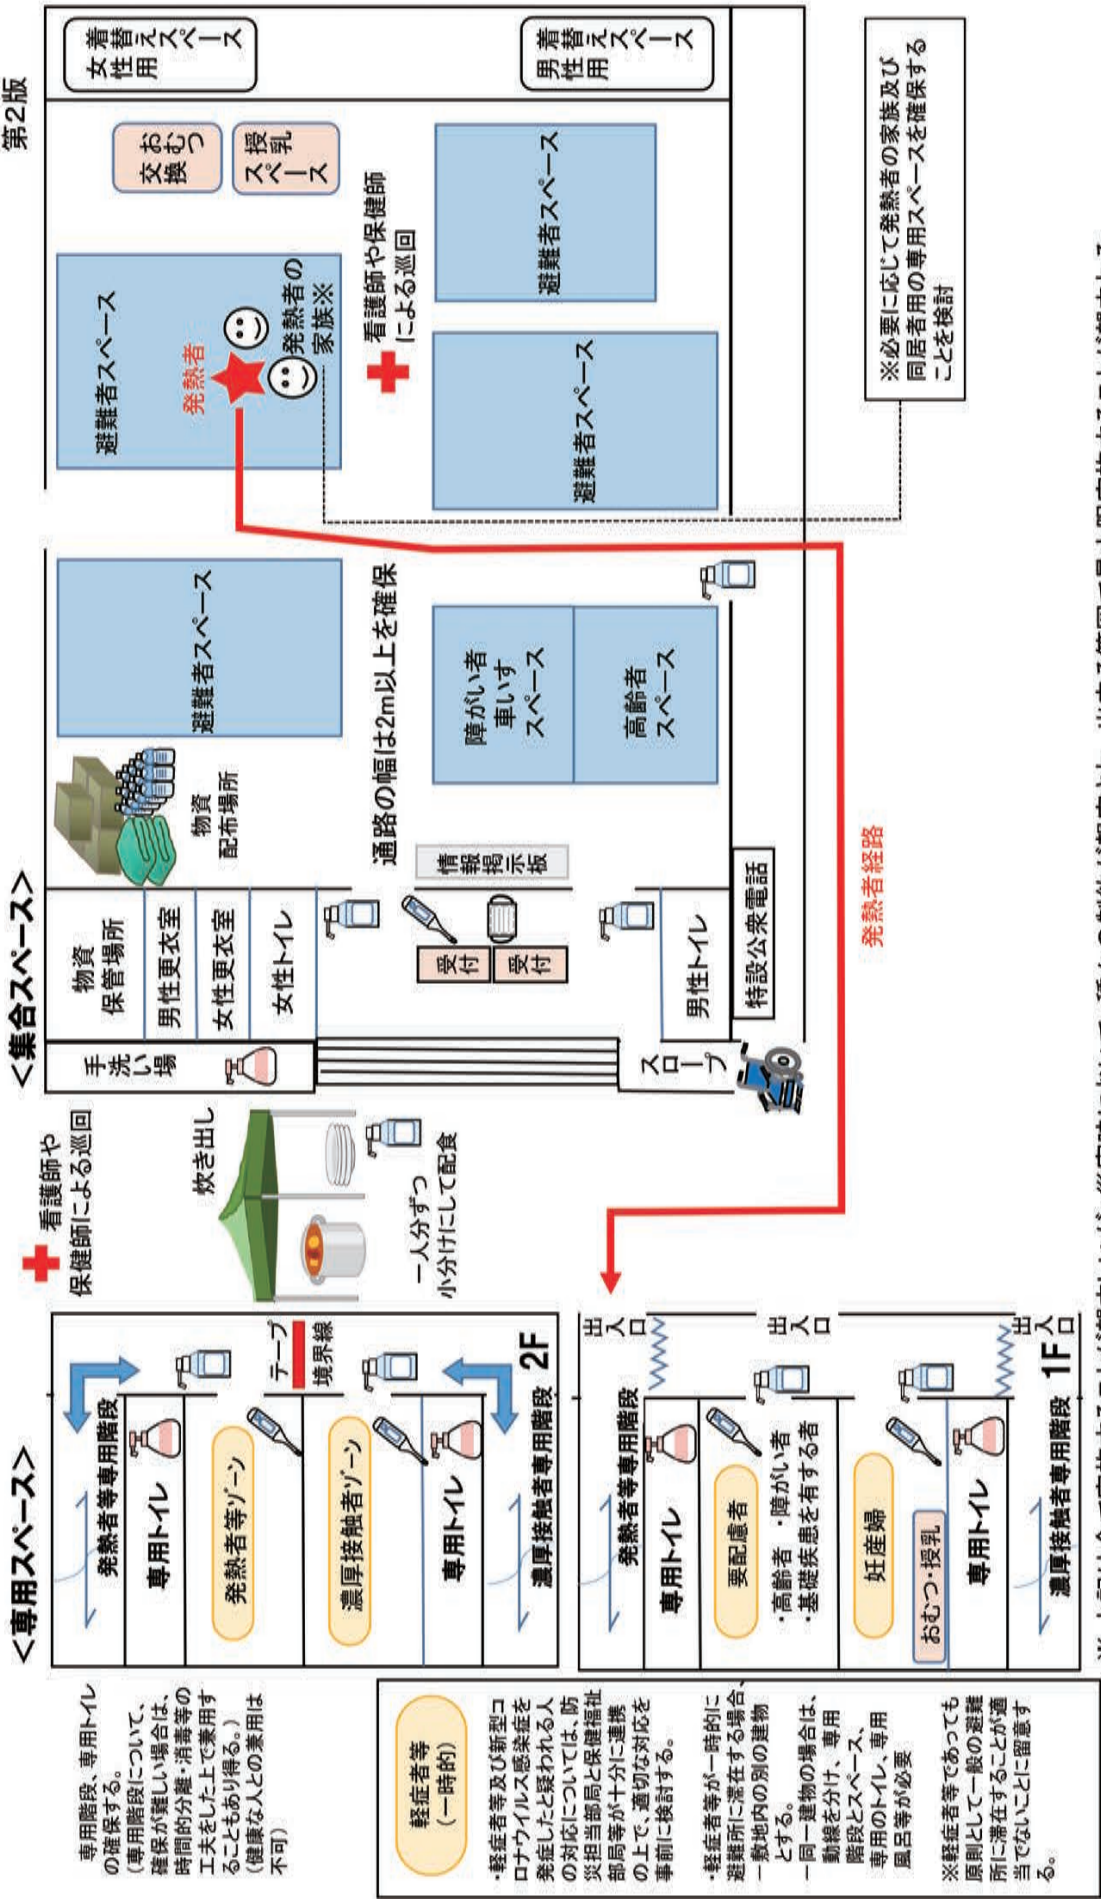 第2版
<専用スペース>
<集合スペース>
専用階段、専用トイレ
の確保する。
(専用階段について、
確保が難しい場合は、
時間的分離・消毒等の
工夫をした上で兼用す
ることもあり得る。)
(健康な人との兼用は
不可)
軽症者等
(一時的)
・軽症者等及び新型コ
ロナウイルス感染症を
発症したと疑われる人
の対応については、防
災担当部局と保健福祉
部局等が十分に連携
の上で、適切な対応を
事前に検討する。
・軽症者等が一時的に
避難所に滞在する場合、
ー敷地内の別の建物
とする。
ー同一建物の場合は、
動線を分け、専用
階段とスペース、
専用のトイレ、専用
風呂等が必要
※軽症者等であっても
原則として一般の避難
所に滞在することが適
当でないことに留意す
る。
発熱者等専用階段
専用トイレ
発熱者等ゾーン
濃厚接触者ゾーン
専用トイレ
濃厚接触者専用階段
テープ
境界線
2F
発熱者等専用階段
専用トイレ
要配慮者
・高齢者 ・障がい者
・基礎疾患を有する者
妊産婦
おむつ・授乳
専用トイレ
濃厚接触者専用階段
出入口
出入口
出入口
1F
看護師や
保健師による巡回
炊き出し
一人分ずつ
小分けにして配食
手洗い場
スロープ
物資
保管場所
男性更衣室
女性更衣室
女性トイレ
受付
受付
男性トイレ
特設公衆電話
物資
配布場所
情報掲示板
通路の幅は2m以上を確保
避難者スペース
障がい者
車いす
スペース
高齢者
スペース
発熱者経路
避難者スペース
発熱者
発熱者の
家族※
看護師や保健師
による巡回
避難者スペース
避難者スペース
おむつ
交換
授乳
スペース
女性用
着替え
スペース
男性用
着替え
スペース
※必要に応じて発熱者の家族及び
同居者用の専用スペースを確保する
ことを検討